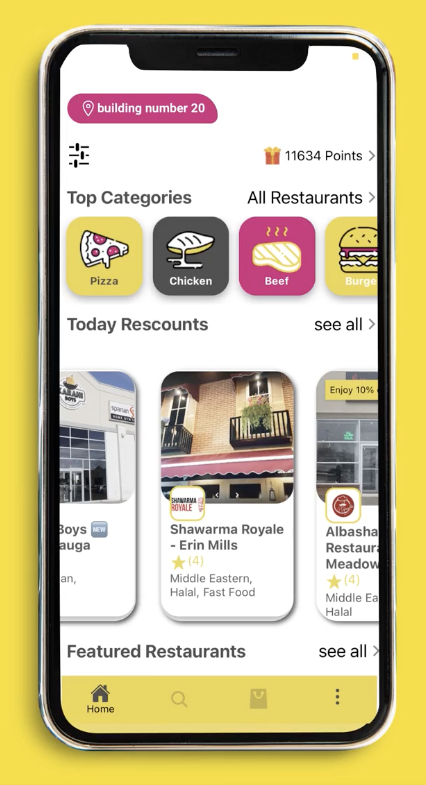 building number 20
11634 Points
Top Categories
All Restaurants
Pizza
Chicken
Beef
Burge
Today Rescounts
see all
KARAHI
BOYS
Enjoy 10%
SHAWARMA
ROYALE
Boys NEW
auga
an,
Shawarma Royale
- Erin Mills
(4)
Middle Eastern,
Halal, Fast Food
Albasha
Restaura
Meadow
(4)
Middle Ea
Halal
Featured Restaurants
see all
Home